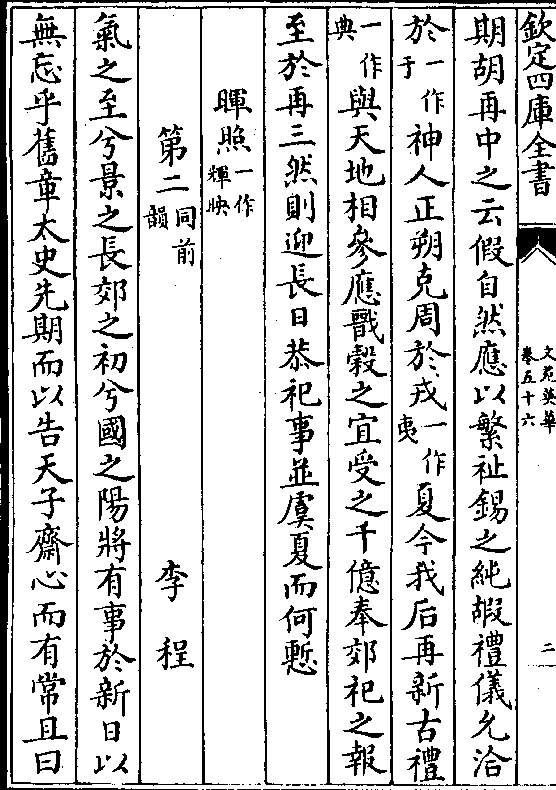 欽定四庫全書
文苑英華
卷五十六
二
期胡再中之云假自然應以繁祉錫之純嘏禮儀允洽
於一作于神人正朔克周於戎一作夷夏今我后再新古禮
一作典與天地相參應戩穀之宜受之千億奉郊祀之報
至於再三然則迎長日恭祀事並虞夏而何慙
暉照一作輝映
第二同前韻 李程
氣之至兮景之長郊之初兮國之陽將有事於新日以
無忘乎舊章太史先期而以告天子齋心而有常且曰